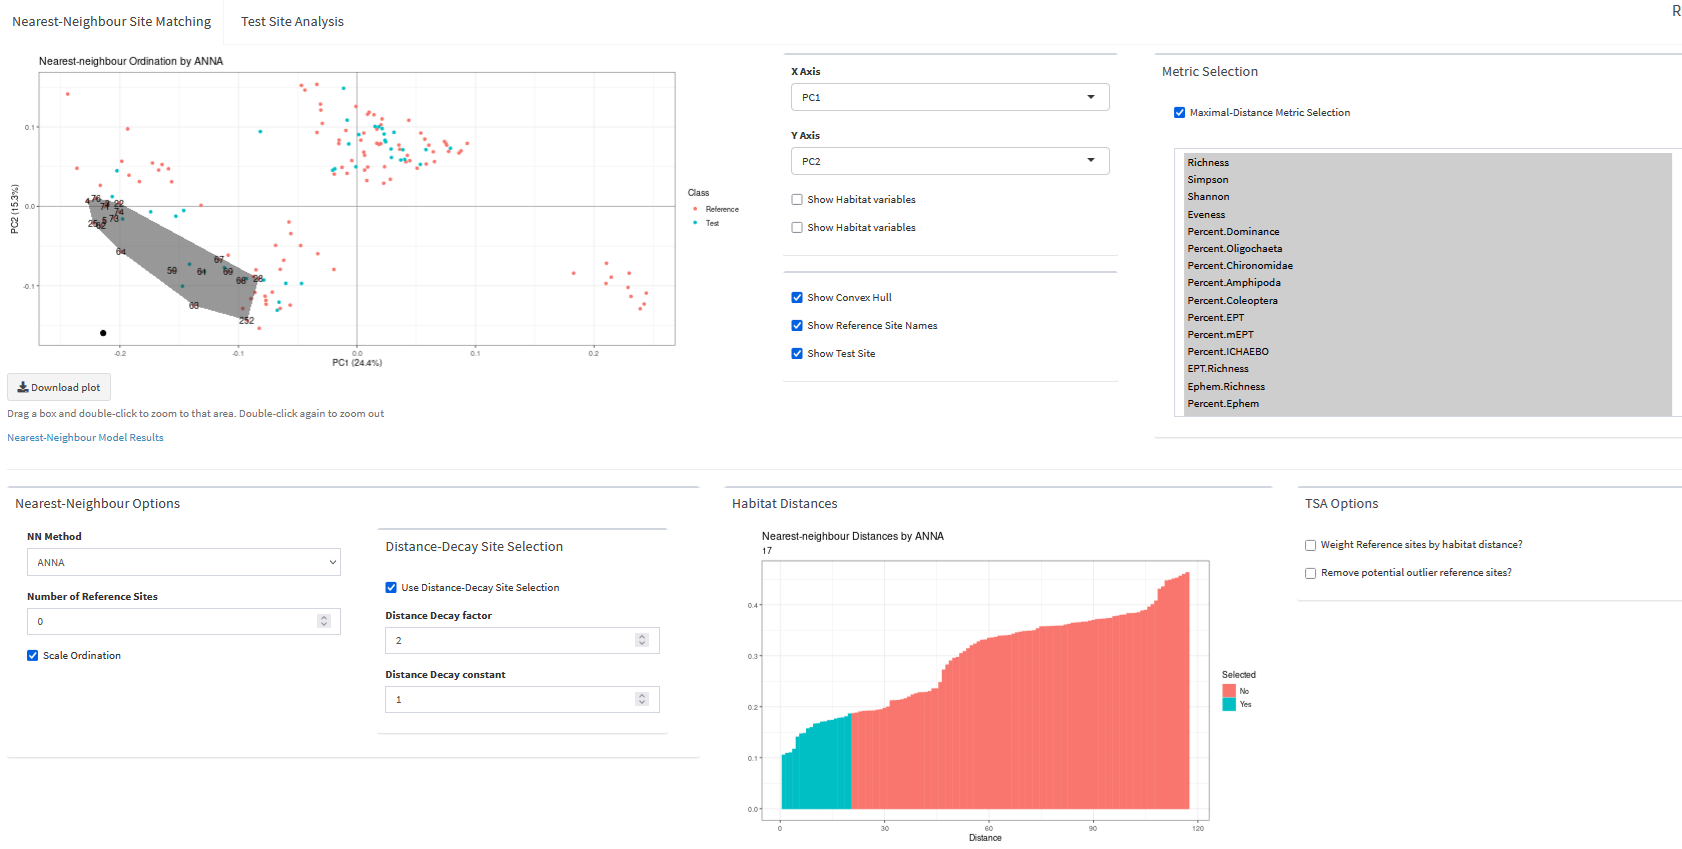 Nearest-Neighbour Site Matching
Test Site Analysis
R
Nearest-neighbour Ordination by ANNA
PC2 (15.3%)
0.1
0.0
-0.1
-0.2
-0.1
0.0
0.1
0.2
PC1 (24.4%)
76
22
74
73
64
59
61
67
69
68
28
63
252
Class
Reference
Test
Download plot
Drag a box and double-click to zoom to that area. Double-click again to zoom out
Nearest-Neighbour Model Results
X Axis
PC1
Y Axis
PC2
Show Habitat variables
Show Habitat variables
Show Convex Hull
Show Reference Site Names
Show Test Site
Metric Selection
Maximal-Distance Metric Selection
Richness
Simpson
Shannon
Eveness
Percent.Dominance
Percent.Oligochaeta
Percent.Chironomidae
Percent.Amphipoda
Percent.Coleoptera
Percent.EPT
Percent.mEPT
Percent.ICHAEBO
EPT.Richness
Ephem.Richness
Percent.Ephem
Nearest-Neighbour Options
NN Method
ANNA
Number of Reference Sites
0
Scale Ordination
Distance-Decay Site Selection
Use Distance-Decay Site Selection
Distance Decay factor
2
Distance Decay constant
1
Habitat Distances
Nearest-neighbour Distances by ANNA
17
0.4
0.3
0.2
0.1
0.0
0
30
60
90
120
Distance
Selected
No
Yes
TSA Options
Weight Reference sites by habitat distance?
Remove potential outlier reference sites?